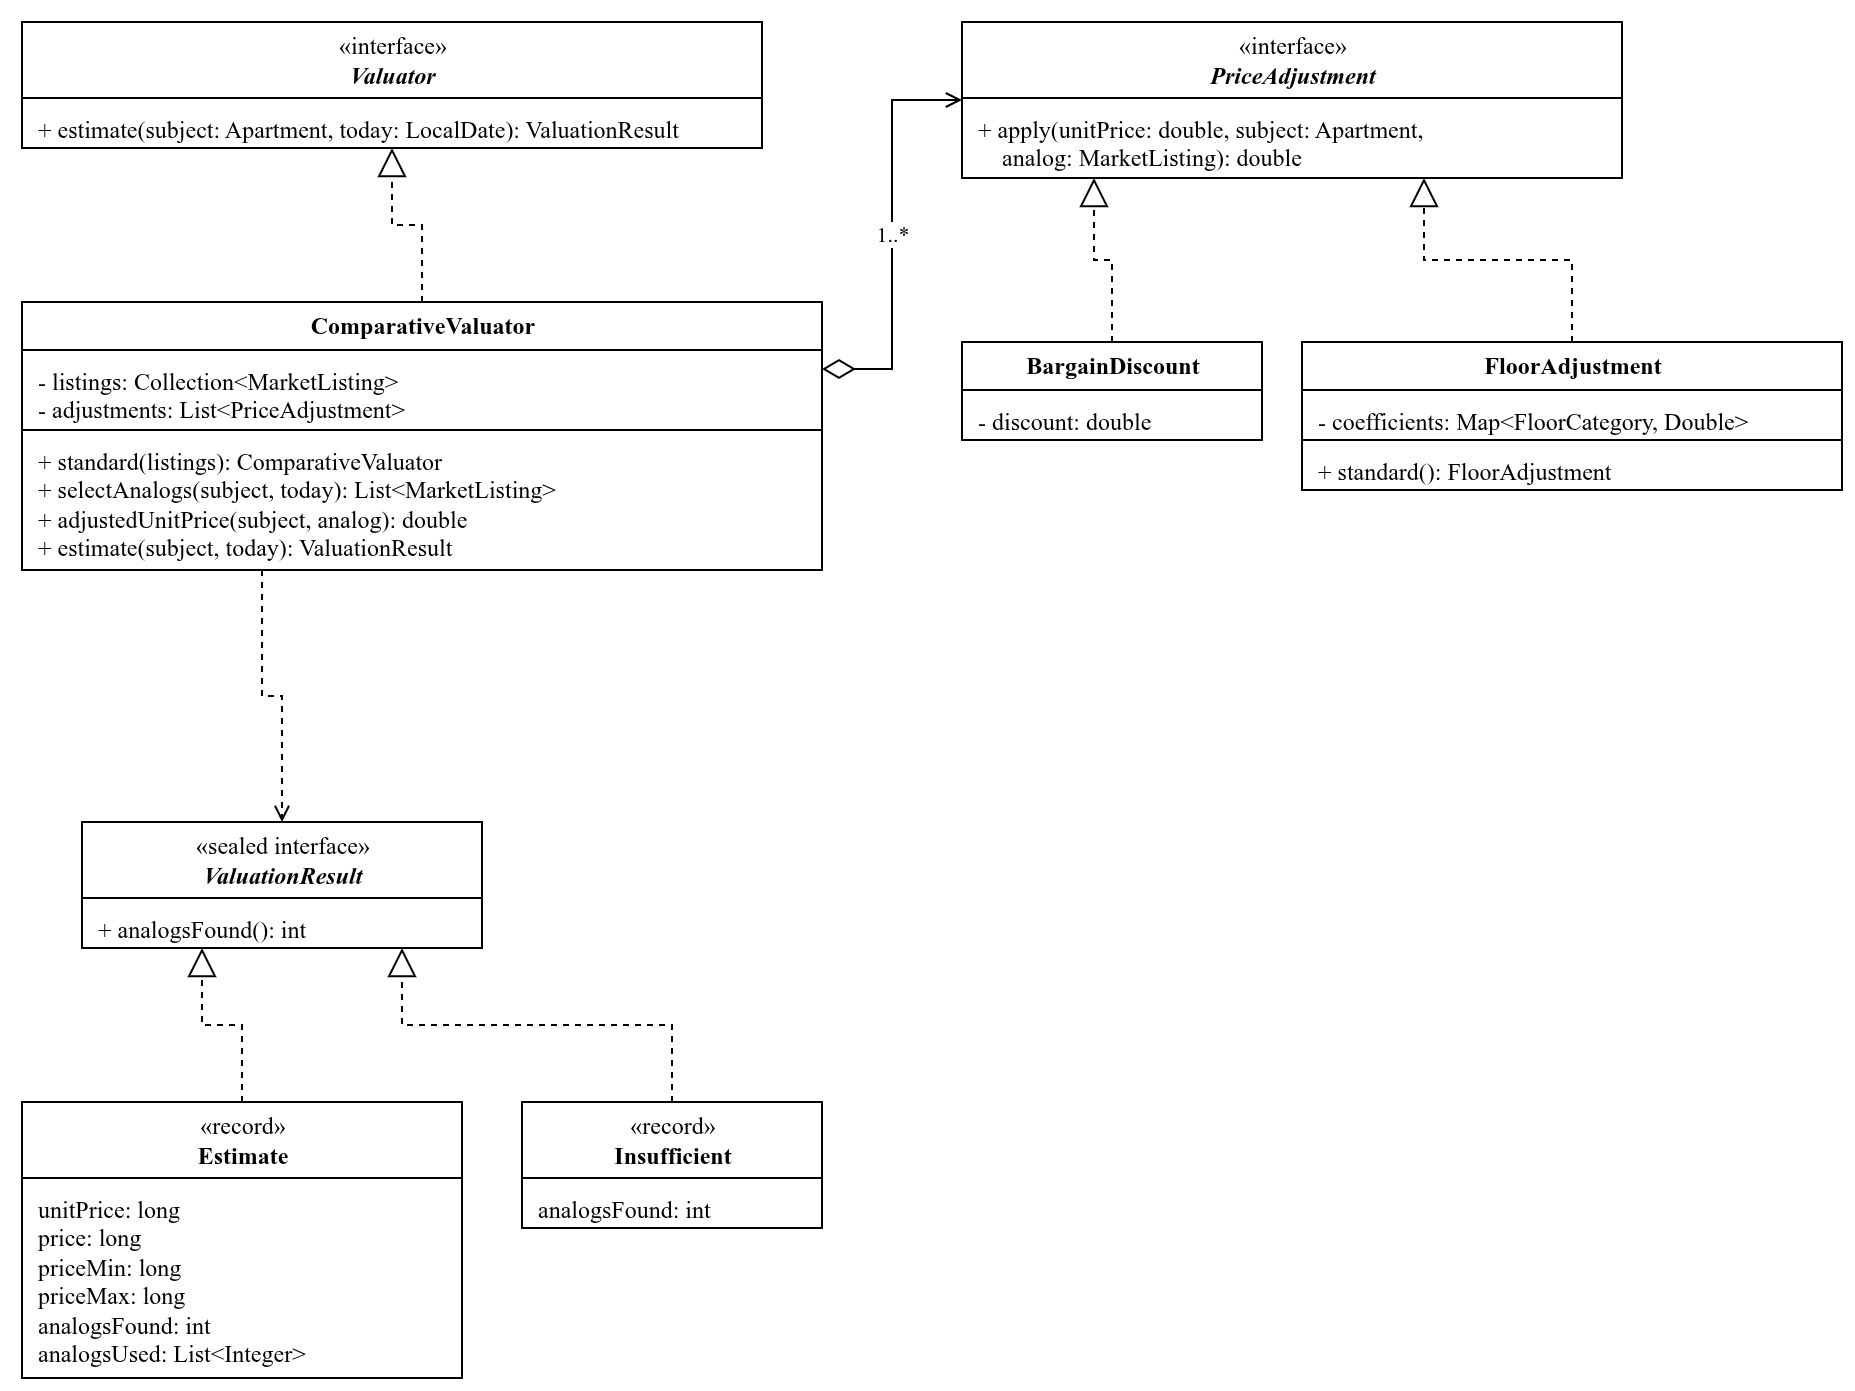 «interface»
Valuator
+ estimate(subject: Apartment, today: LocalDate): ValuationResult
«interface»
PriceAdjustment
+ apply(unitPrice: double, subject: Apartment,
analog: MarketListing): double
1..*
ComparativeValuator
- listings: Collection<MarketListing>
- adjustments: List<PriceAdjustment>
+ standard(listings): ComparativeValuator
+ selectAnalogs(subject, today): List<MarketListing>
+ adjustedUnitPrice(subject, analog): double
+ estimate(subject, today): ValuationResult
BargainDiscount
- discount: double
FloorAdjustment
- coefficients: Map<FloorCategory, Double>
+ standard(): FloorAdjustment
«sealed interface»
ValuationResult
+ analogsFound(): int
«record»
Estimate
unitPrice: long
price: long
priceMin: long
priceMax: long
analogsFound: int
analogsUsed: List<Integer>
«record»
Insufficient
analogsFound: int